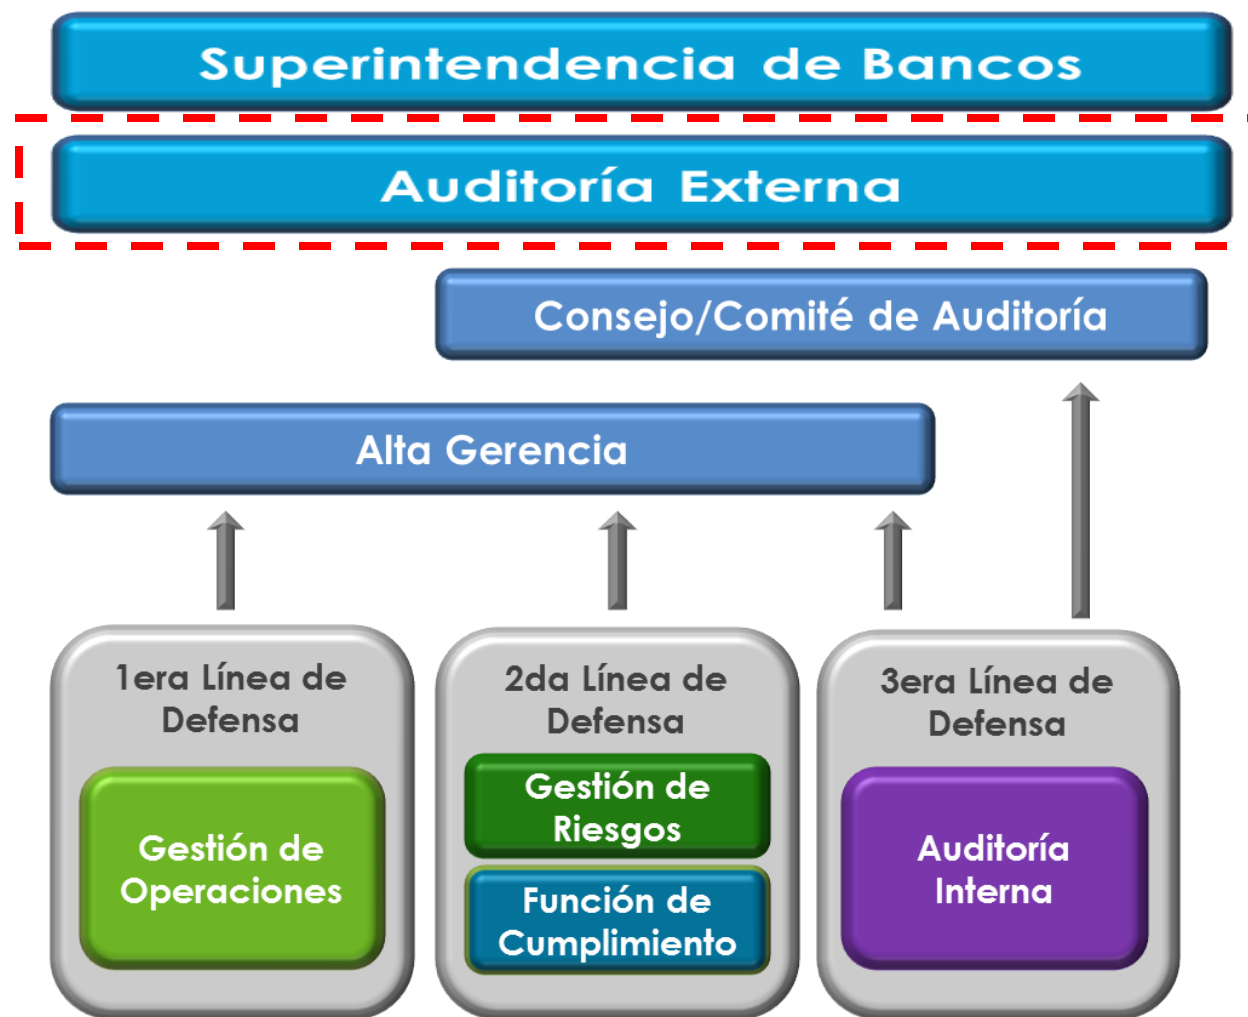 Superintendencia de Bancos
Auditoría Externa
Consejo/Comité de Auditoría
Alta Gerencia
1era Línea de
Defensa
Gestión de
Operaciones
2da Línea de
Defensa
Gestión de
Riesgos
Función de
Cumplimiento
3era Línea de
Defensa
Auditoría
Interna